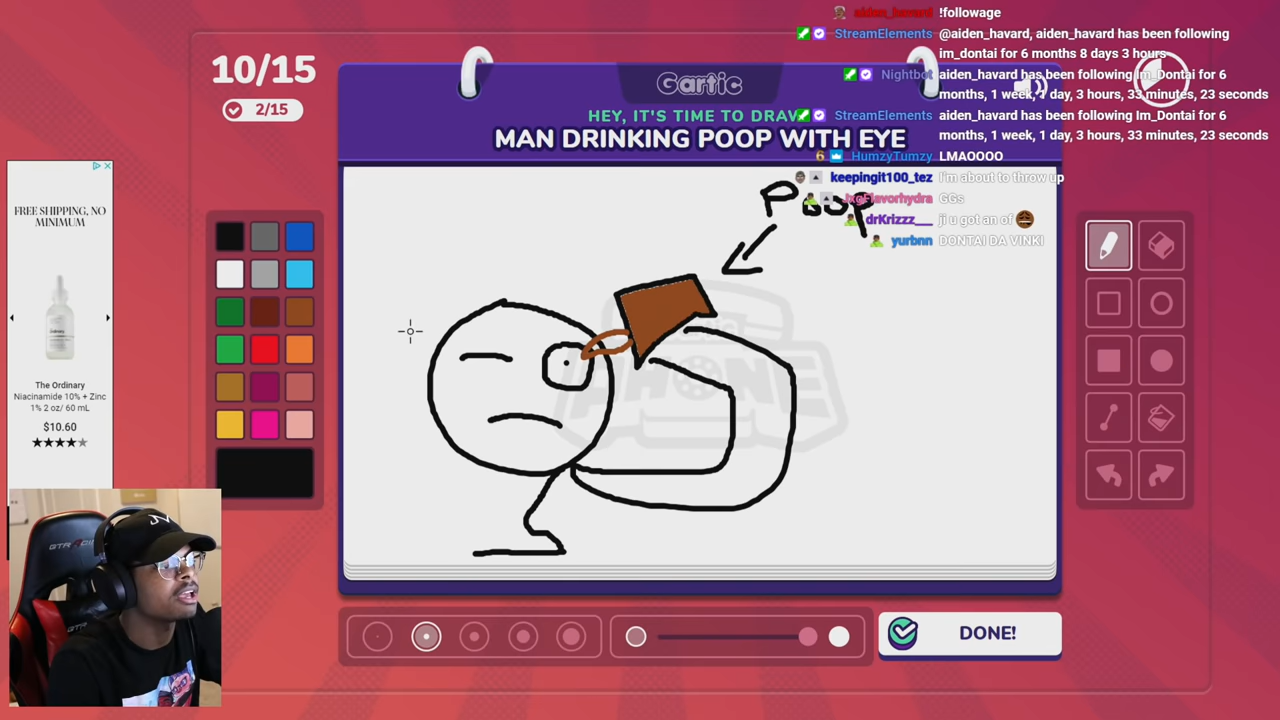 10/15
2/15
Gartic
HEY, IT'S TIME TO DRAW
MAN DRINKING POOP WITH EYE
aiden_havard !followage
StreamElements @aiden_havard, aiden_havard has been following
im_dontai for 6 months 8 days 3 hours
Nightbot aiden_havard has been following Im_Dontai for 6
months, 1 week, 1 day, 3 hours, 33 minutes, 23 seconds
StreamElements aiden_havard has been following Im_Dontai for 6
months, 1 week, 1 day, 3 hours, 33 minutes, 23 seconds
6 HumzyTumzy LMAOOOO
keepingit100_tez I'm about to throw up
GGs
drKrizzz___ ji u got an of
yurbnn DONTAI DA VINKI
POOP
PHONE
FREE SHIPPING, NO
MINIMUM
The Ordinary
Niacinamide 10% + Zinc
1% 2 oz/ 60 mL
$10.60
DONE!